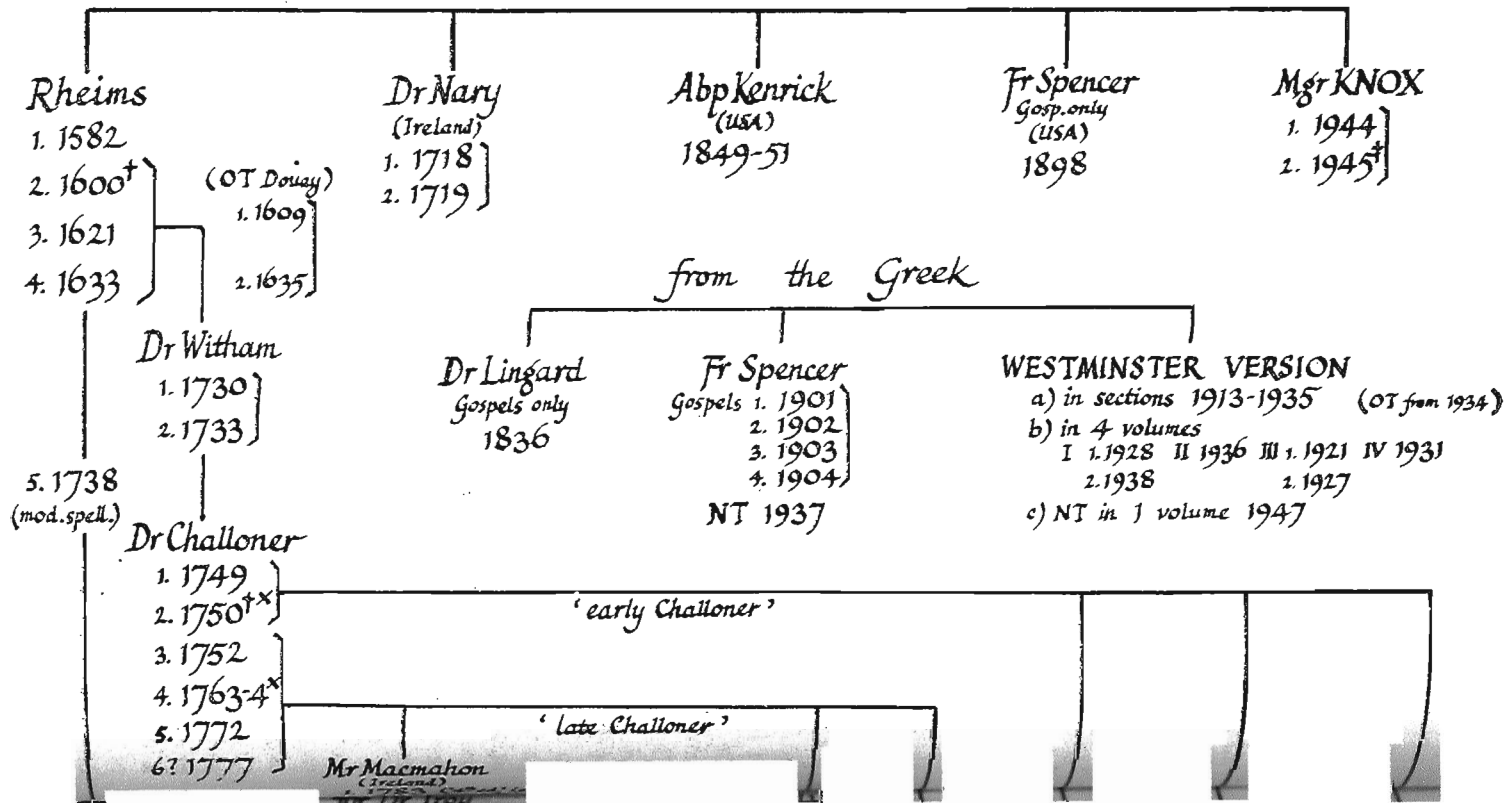 Rheims
1. 1582
2. 1600†
3. 1621
4. 1633
(OT Douay)
1. 1609
2. 1635
Dr Nary
(Ireland)
1. 1718
2. 1719
Abp Kenrick
(USA)
1849-51
Fr Spencer
Gosp. only
(USA)
1898
Mgr KNOX
1. 1944
2. 1945†
from the Greek
Dr Witham
1. 1730
2. 1733
Dr Lingard
Gospels only
1836
Fr Spencer
Gospels 1. 1901
2. 1902
3. 1903
4. 1904
NT 1937
WESTMINSTER VERSION
a) in sections 1913-1935 (OT from 1934)
b) in 4 volumes
I 1. 1928 II 1936 III 1. 1921 IV 1931
2. 1938 2. 1927
c) NT in 1 volume 1947
5. 1738
(mod. spell.)
Dr Challoner
1. 1749
2. 1750†x
3. 1752
4. 1763-4x
5. 1772
6? 1777
'early Challoner'
'late Challoner'
Mr Macmahon
(Ireland)
1. 1783